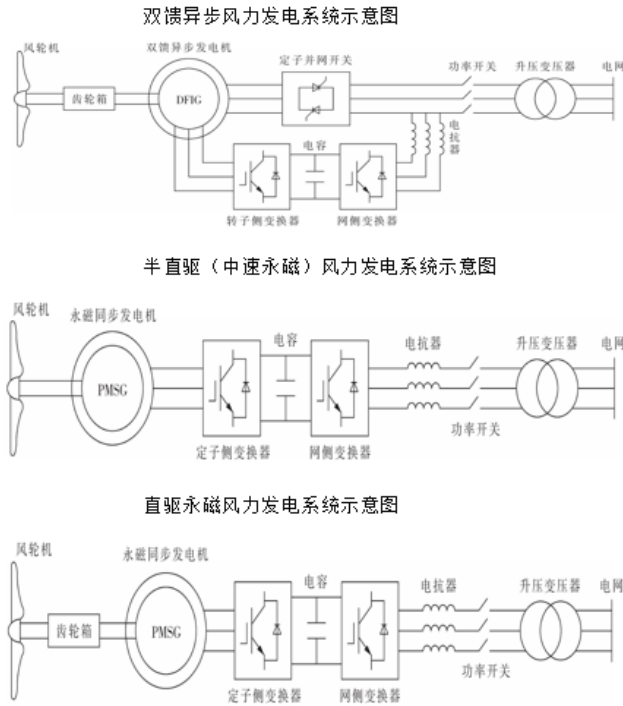 双馈异步风力发电系统示意图
风轮机
双馈异步发电机
定子并网开关
功率开关
升压变压器
电网
齿轮箱
DFIG
电容
电抗器
转子侧变换器
网侧变换器
半直驱（中速永磁）风力发电系统示意图
风轮机
永磁同步发电机
电容
电抗器
升压变压器
电网
PMSG
功率开关
定子侧变换器
网侧变换器
直驱永磁风力发电系统示意图
风轮机
永磁同步发电机
电容
电抗器
升压变压器
电网
齿轮箱
PMSG
功率开关
定子侧变换器
网侧变换器